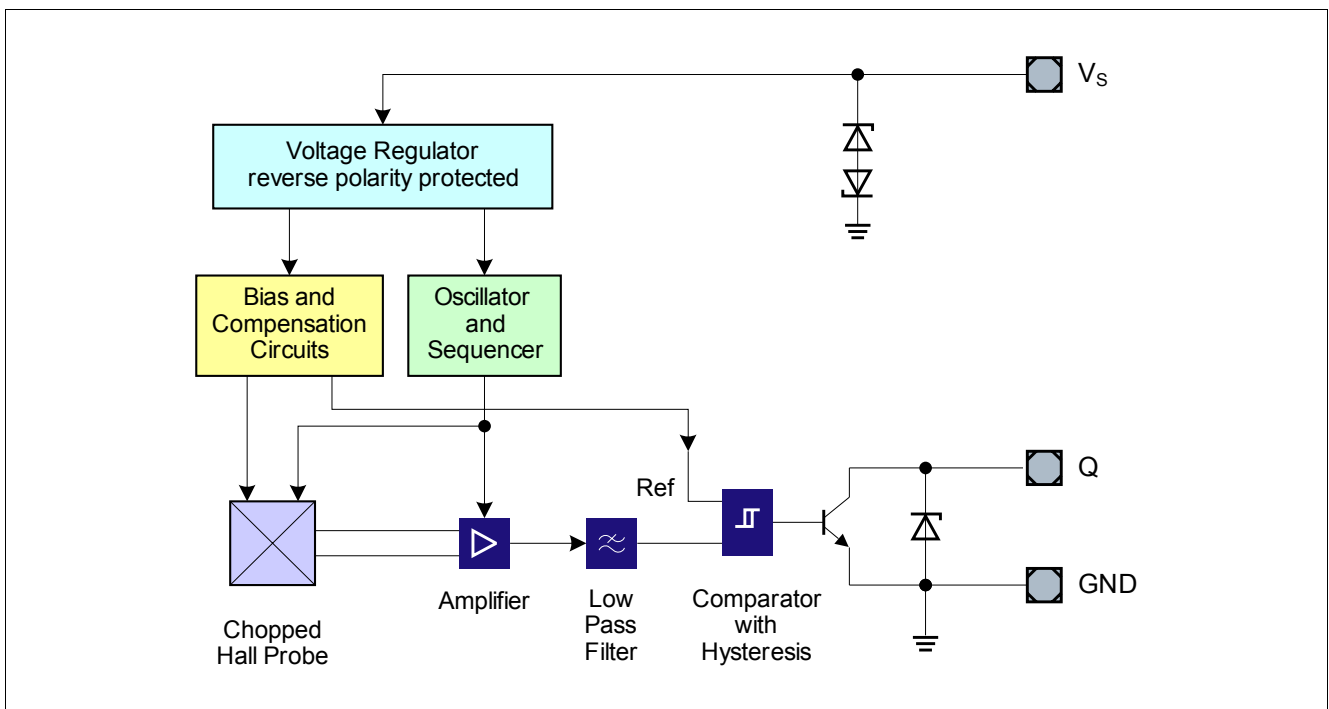 V_S
Voltage Regulator
reverse polarity protected
Bias and
Compensation
Circuits
Oscillator
and
Sequencer
Ref
Q
GND
Amplifier
Low
Pass
Filter
Comparator
with
Hysteresis
Chopped
Hall Probe